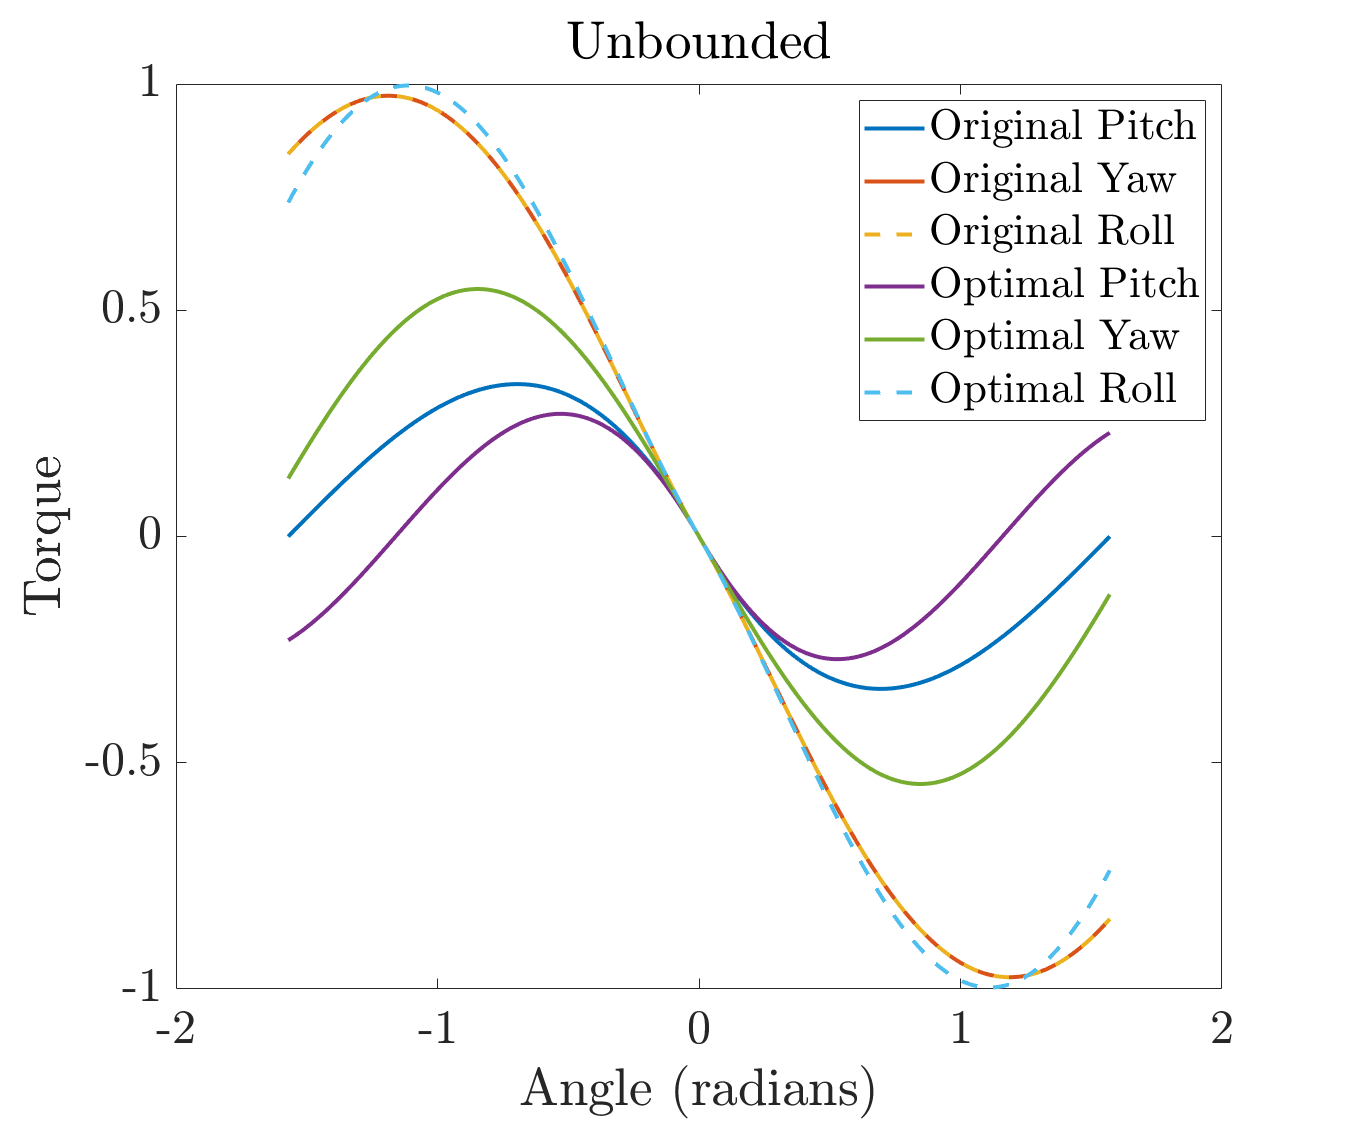 Unbounded
1
0.5
0
-0.5
-1
Torque
Original Pitch
Original Yaw
Original Roll
Optimal Pitch
Optimal Yaw
Optimal Roll
-2
-1
0
1
2
Angle (radians)